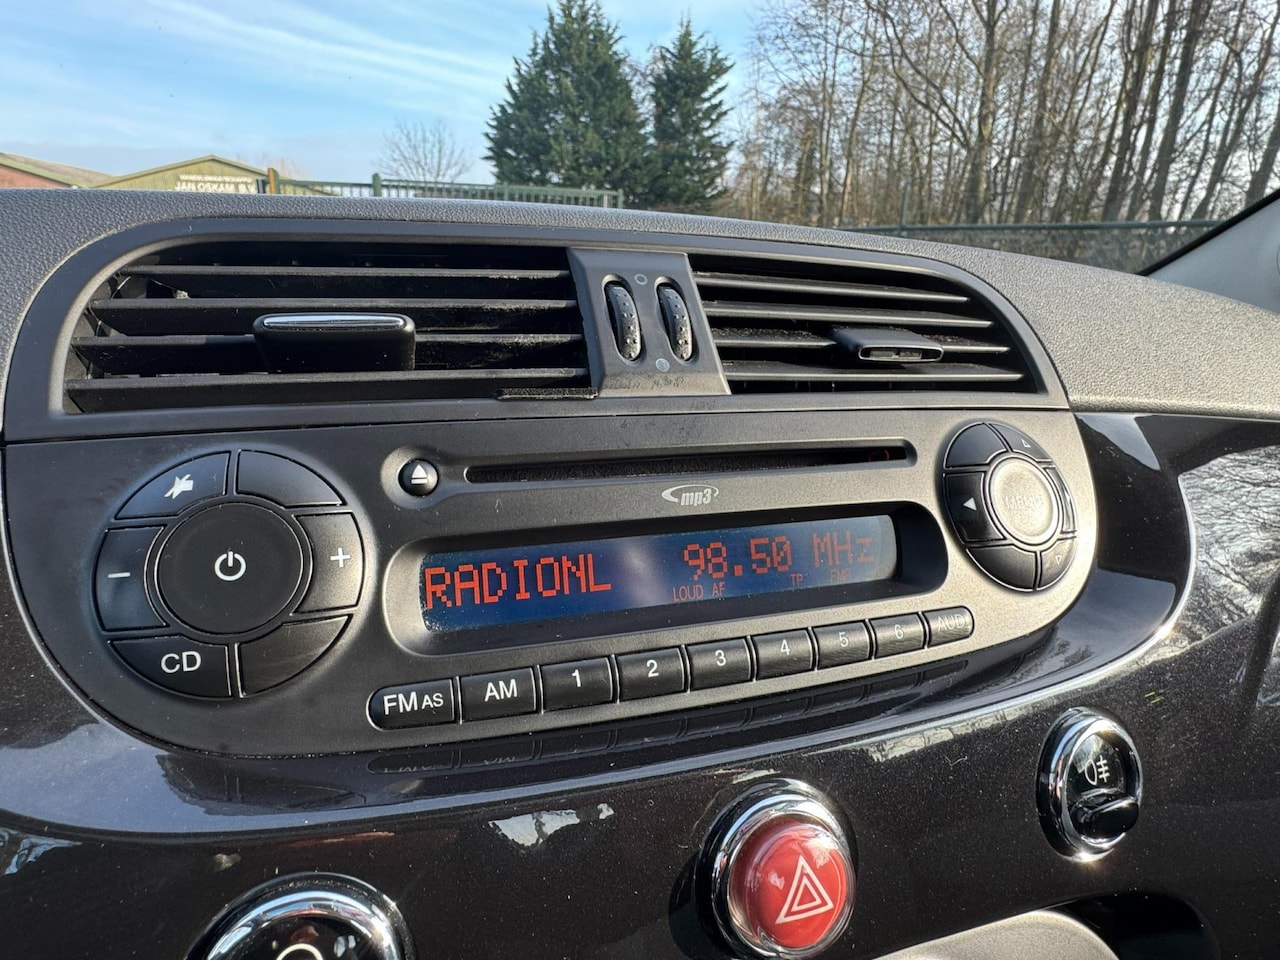 JAN OSKAM B.V.
mp3
RADIONL 98.50 MHz
LOUD AF TP
CD
FM AS AM 1 2 3 4 5 6 AUD
MENU